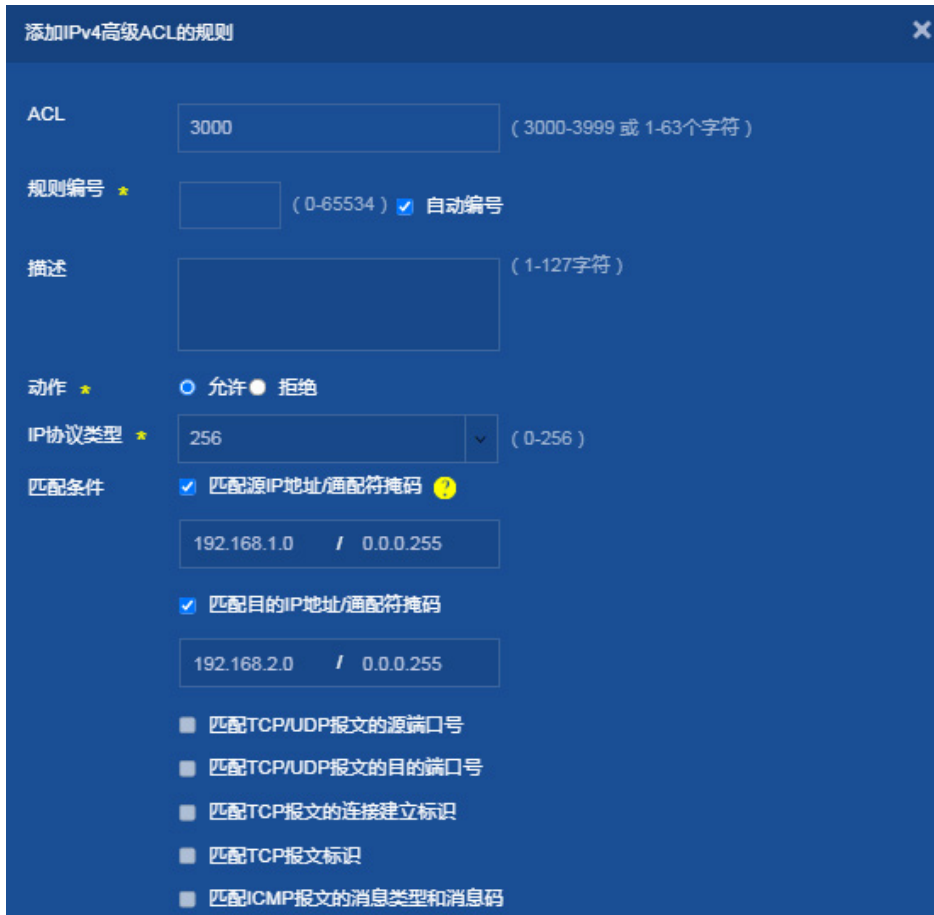 添加IPv4高级ACL的规则
ACL 3000 (3000-3999 或 1-63个字符)
规则编号 * (0-65534) 自动编号
描述 (1-127字符)
动作 * 允许 拒绝
IP协议类型 * 256 (0-256)
匹配条件 匹配源IP地址/通配符掩码 ?
192.168.1.0 / 0.0.0.255
匹配目的IP地址/通配符掩码
192.168.2.0 / 0.0.0.255
匹配TCP/UDP报文的源端口号
匹配TCP/UDP报文的目的端口号
匹配TCP报文的连接建立标识
匹配TCP报文标识
匹配ICMP报文的消息类型和消息码